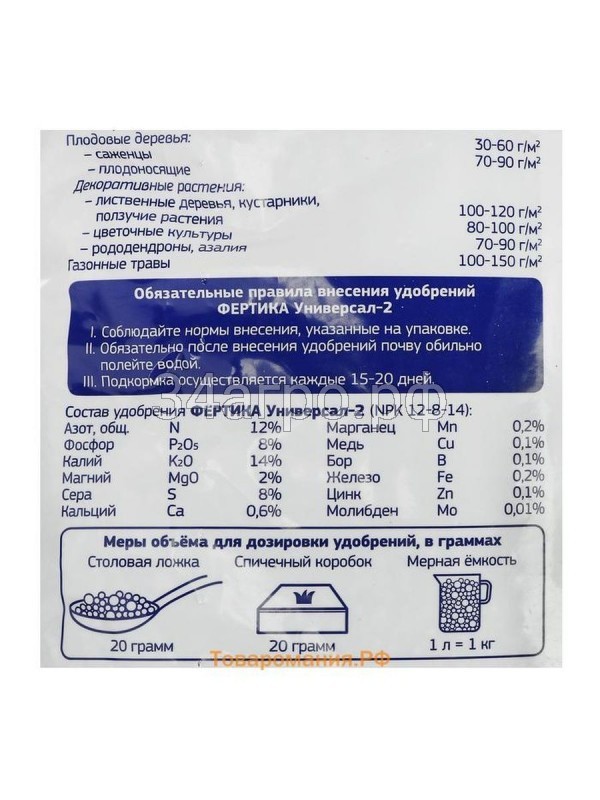 Плодовые деревья:
– саженцы 30-60 г/м²
– плодоносящие 70-90 г/м²
Декоративные растения:
– лиственные деревья, кустарники,
ползучие растения 100-120 г/м²
– цветочные культуры 80-100 г/м²
– рододендроны, азалия 70-90 г/м²
Газонные травы 100-150 г/м²
Обязательные правила внесения удобрений
ФЕРТИКА Универсал-2
I. Соблюдайте нормы внесения, указанные на упаковке.
II. Обязательно после внесения удобрений почву обильно
полейте водой.
III. Подкормка осуществляется каждые 15-20 дней.
34агро.рф
Состав удобрения ФЕРТИКА Универсал-2 (NPK 12-8-14):
Азот, общ. N 12% Марганец Mn 0,2%
Фосфор P₂O₅ 8% Медь Cu 0,1%
Калий K₂O 14% Бор B 0,1%
Магний MgO 2% Железо Fe 0,2%
Сера S 8% Цинк Zn 0,1%
Кальций Ca 0,6% Молибден Mo 0,01%
Меры объёма для дозировки удобрений, в граммах
Столовая ложка Спичечный коробок Мерная ёмкость
20 грамм 20 грамм 1 л = 1 кг
Товаромания.РФ